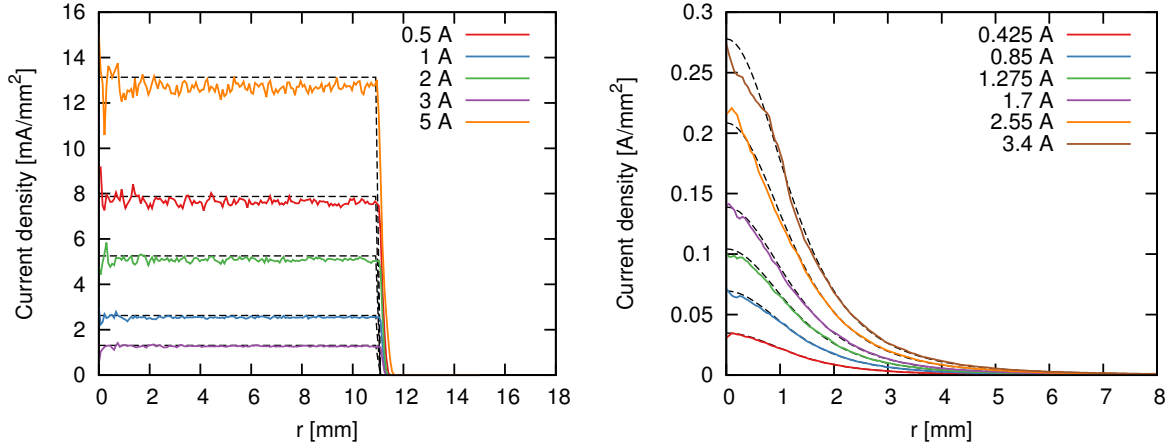 16
14
12
10
8
6
4
2
0
0 2 4 6 8 10 12 14 16 18
Current density [mA/mm²]
r [mm]
0.5 A
1 A
2 A
3 A
5 A
0.3
0.25
0.2
0.15
0.1
0.05
0
0 1 2 3 4 5 6 7 8
Current density [A/mm²]
r [mm]
0.425 A
0.85 A
1.275 A
1.7 A
2.55 A
3.4 A